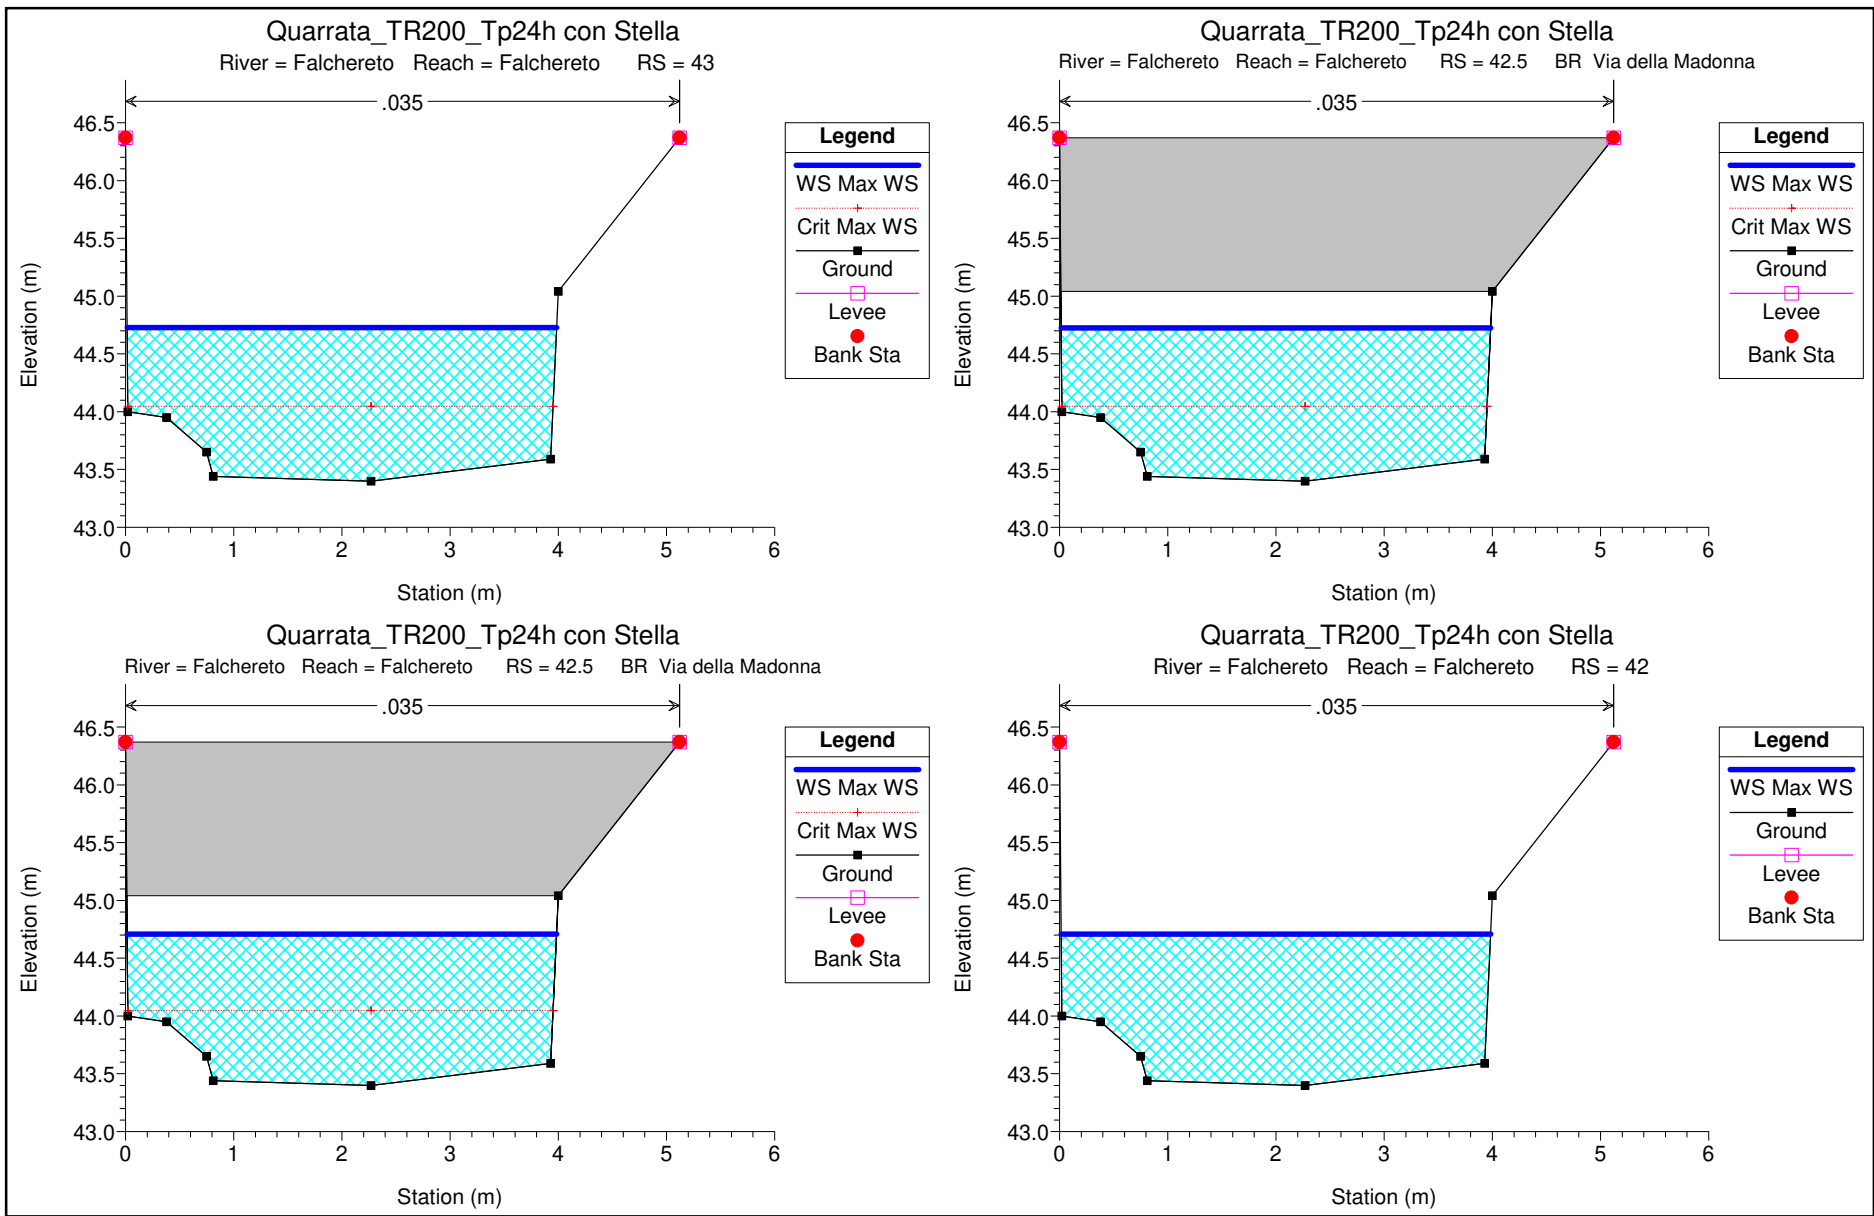 Quarrata_TR200_Tp24h con Stella
River = Falchereto Reach = Falchereto RS = 43
.035
46.5
46.0
45.5
45.0
44.5
44.0
43.5
43.0
0 1 2 3 4 5 6
Elevation (m)
Station (m)
Legend
WS Max WS
Crit Max WS
Ground
Levee
Bank Sta
Quarrata_TR200_Tp24h con Stella
River = Falchereto Reach = Falchereto RS = 42.5 BR Via della Madonna
.035
46.5
46.0
45.5
45.0
44.5
44.0
43.5
43.0
0 1 2 3 4 5 6
Elevation (m)
Station (m)
Legend
WS Max WS
Crit Max WS
Ground
Levee
Bank Sta
Quarrata_TR200_Tp24h con Stella
River = Falchereto Reach = Falchereto RS = 42.5 BR Via della Madonna
.035
46.5
46.0
45.5
45.0
44.5
44.0
43.5
43.0
0 1 2 3 4 5 6
Elevation (m)
Station (m)
Legend
WS Max WS
Crit Max WS
Ground
Levee
Bank Sta
Quarrata_TR200_Tp24h con Stella
River = Falchereto Reach = Falchereto RS = 42
.035
46.5
46.0
45.5
45.0
44.5
44.0
43.5
43.0
0 1 2 3 4 5 6
Elevation (m)
Station (m)
Legend
WS Max WS
Ground
Levee
Bank Sta